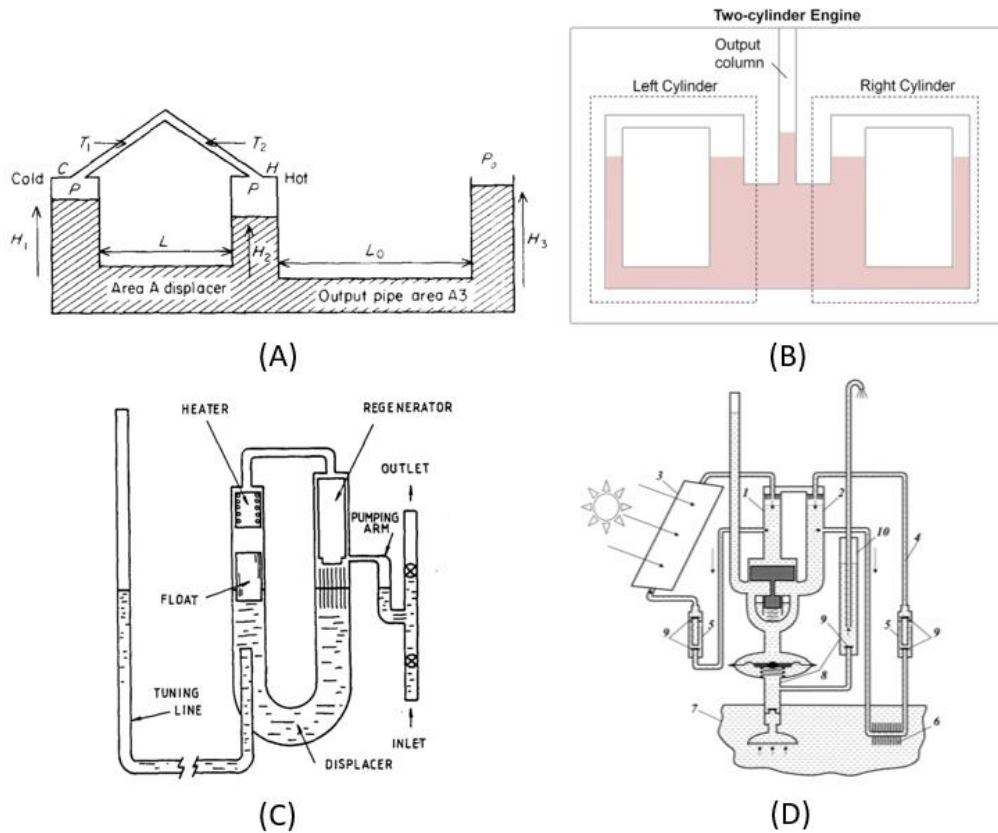 T₁
T₂
C
H
Cold
P
P
Hot
P₀
H₁
L
H₂
L₀
H₃
Area A displacer
Output pipe area A3
(A)
Two-cylinder Engine
Output
column
Left Cylinder
Right Cylinder
(B)
HEATER
REGENERATOR
OUTLET
PUMPING
ARM
FLOAT
TUNING
LINE
INLET
DISPLACER
(C)
3
1
2
10
4
9
5
9
5
9
8
7
6
(D)